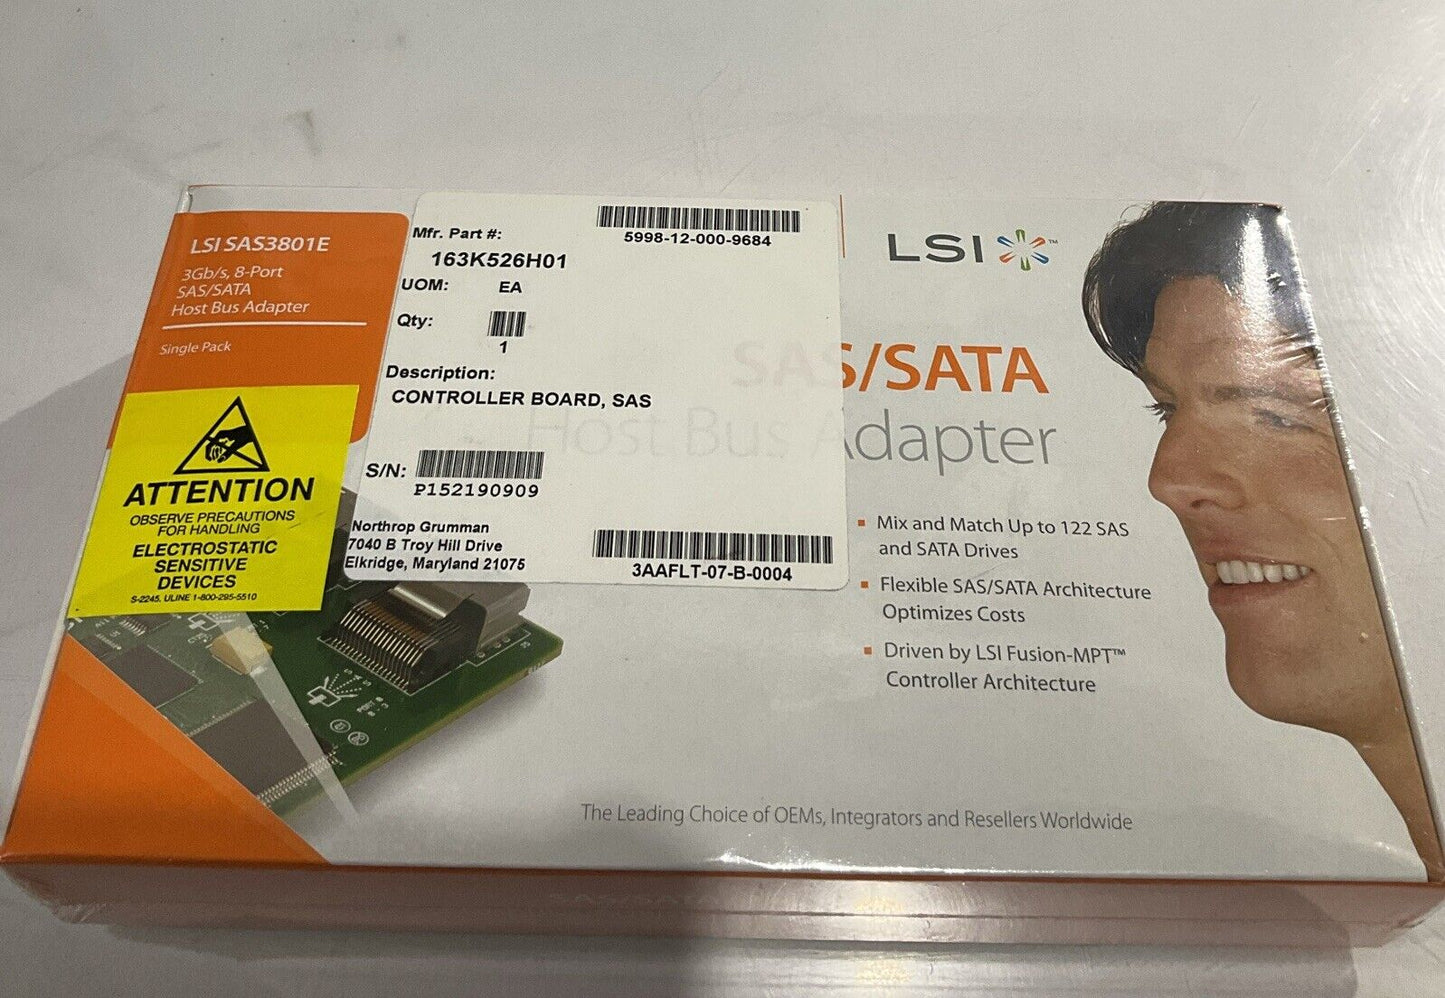 LSI SAS3801E
3Gb/s, 8-Port
SAS/SATA
Host Bus Adapter
Single Pack
ATTENTION
OBSERVE PRECAUTIONS
FOR HANDLING
ELECTROSTATIC
SENSITIVE
DEVICES
S-2245, ULINE 1-800-295-5510
Mfr. Part #:
163K526H01
5998-12-000-9684
UOM: EA
Qty:
1
Description:
CONTROLLER BOARD, SAS
S/N:
P152190909
Northrop Grumman
7040 B Troy Hill Drive
Elkridge, Maryland 21075
3AAFLT-07-B-0004
LSI™
SAS/SATA
Host Bus Adapter
Mix and Match Up to 122 SAS
and SATA Drives
Flexible SAS/SATA Architecture
Optimizes Costs
Driven by LSI Fusion-MPT™
Controller Architecture
The Leading Choice of OEMs, Integrators and Resellers Worldwide